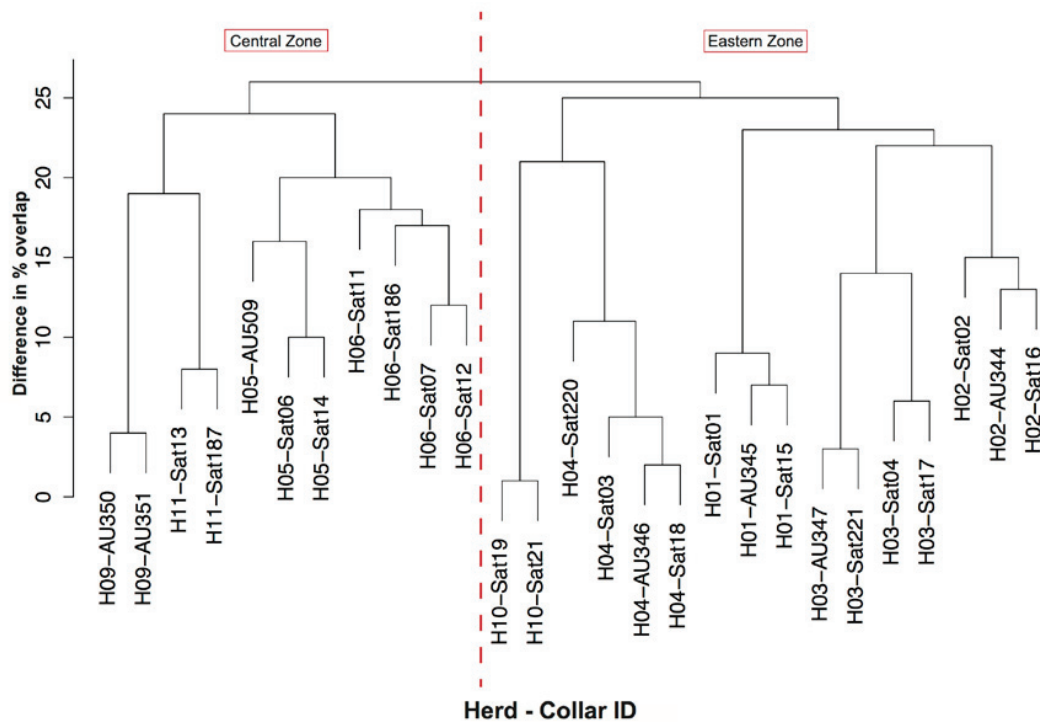 Central Zone
Eastern Zone
Difference in % overlap
25
20
15
10
5
0
H09–AU350
H09–AU351
H11–Sat13
H11–Sat187
H05–AU509
H05–Sat06
H05–Sat14
H06–Sat11
H06–Sat186
H06–Sat07
H06–Sat12
H10–Sat19
H10–Sat21
H04–Sat220
H04–Sat03
H04–AU346
H04–Sat18
H01–Sat01
H01–AU345
H01–Sat15
H03–AU347
H03–Sat221
H03–Sat04
H03–Sat17
H02–Sat02
H02–AU344
H02–Sat16
Herd - Collar ID